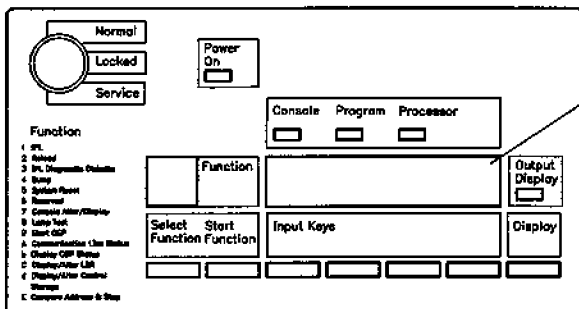 Normal
Locked
Service
Power
On
Console Program Processor
Function
1 IPL
2 Reload
3 IPL Diagnostic Diskette
4 Dump
5 System Reset
6 Reserved
7 Console Alter/Display
8 Lamp Test
9 Start CSP
A Communication Line Status
b Display CSP Status
C Display/Alter LSR
d Display/Alter Control
Storage
E Compare Address & Stop
Function
Output
Display
Select
Function
Start
Function
Input Keys
Display